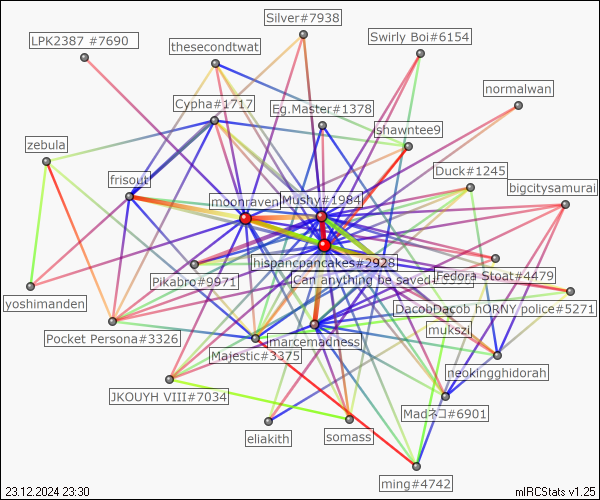 Silver#7938
LPK2387 #7690
Swirly Boi#6154
thesecondtwat
normalwan
Cypha#1717
Eg.Master#1378
shawntee9
zebula
Duck#1245
frisout
bigcitysamurai
moonraven
Mushy#1984
hispancpancakes#2928
Fedora Stoat#4479
Pikabro#9971
Can anything be saved
yoshimanden
DacobDacob hORNY police#5271
mukszi
Pocket Persona#3326
marcemadness
Majestic#3375
neokingghidorah
JKOUYH VIII#7034
Madネコ#6901
eliakith
somass
ming#4742
23.12.2024 23:30
mIRCStats v1.25